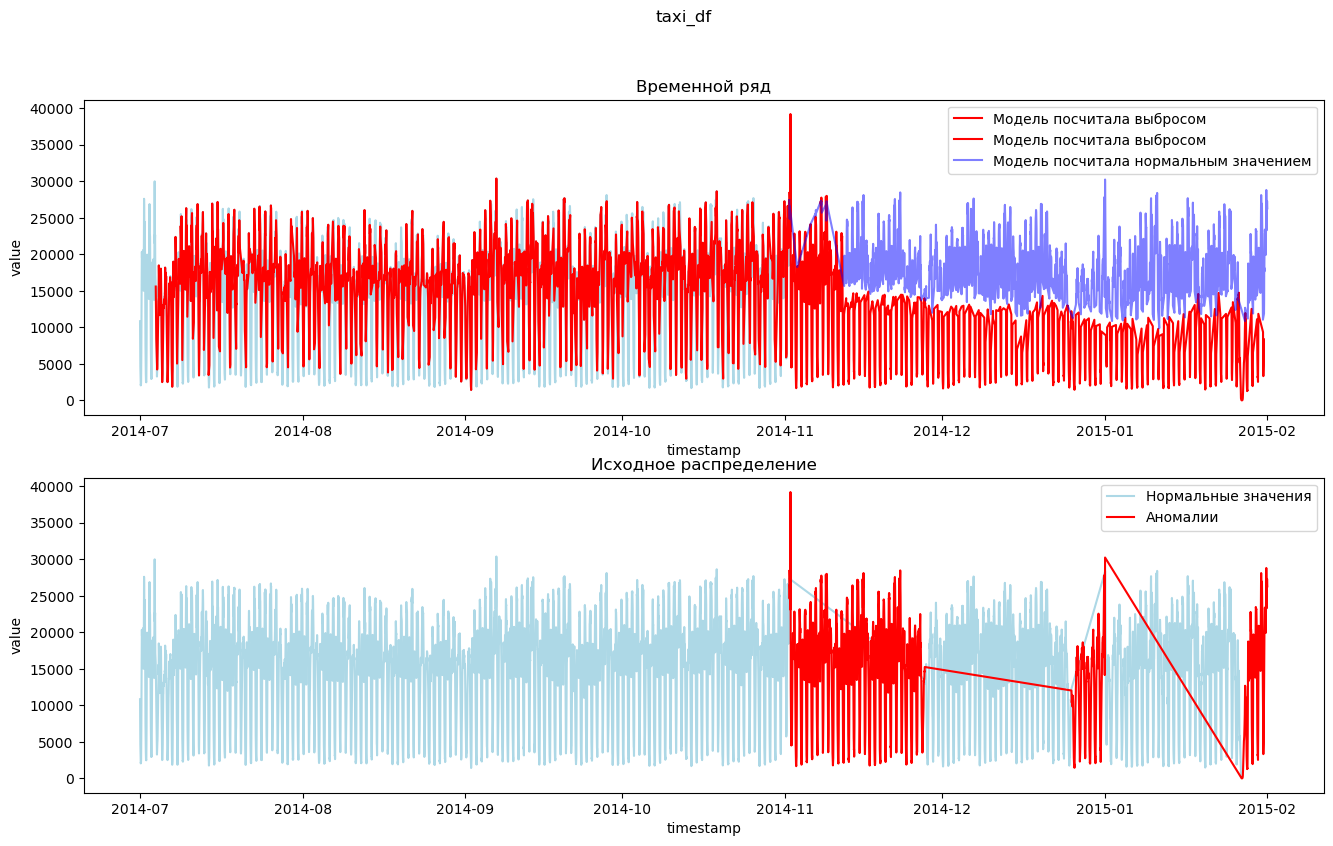 taxi_df
Временной ряд
40000
35000
30000
25000
20000
15000
10000
5000
0
value
Модель посчитала выбросом
Модель посчитала выбросом
Модель посчитала нормальным значением
2014-07 2014-08 2014-09 2014-10 2014-11 2014-12 2015-01 2015-02
timestamp
Исходное распределение
40000
35000
30000
25000
20000
15000
10000
5000
0
value
Нормальные значения
Аномалии
2014-07 2014-08 2014-09 2014-10 2014-11 2014-12 2015-01 2015-02
timestamp